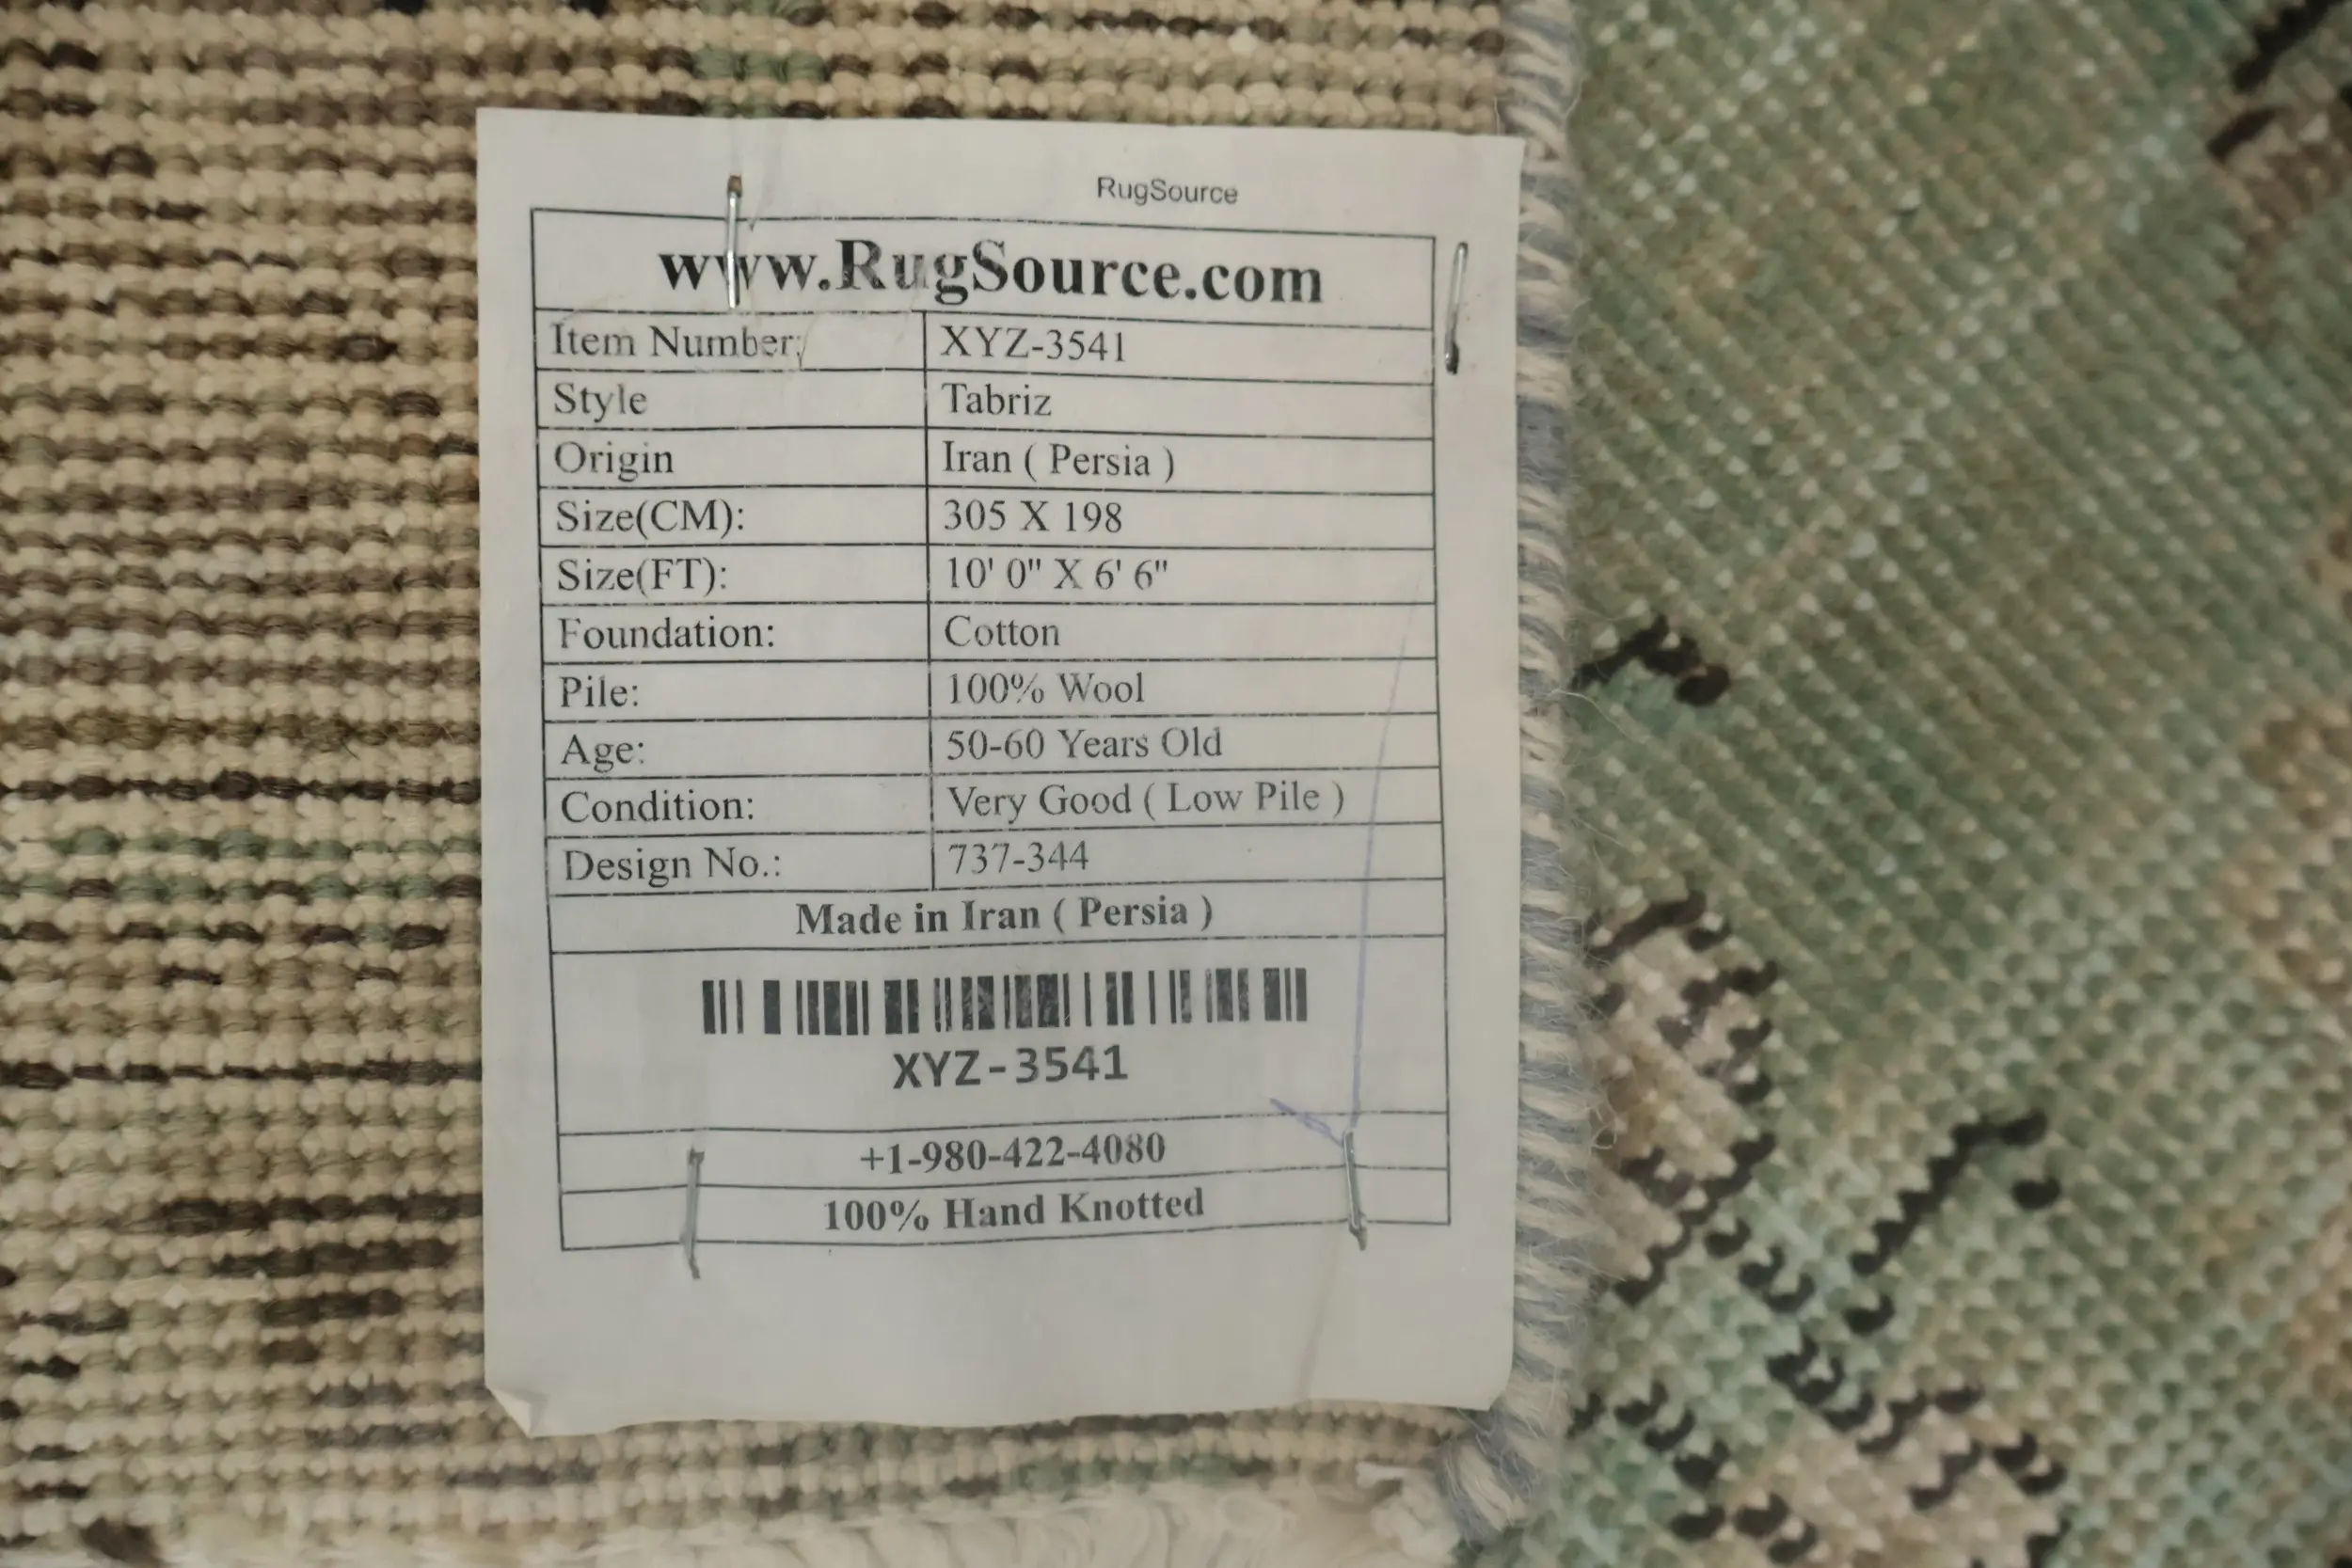 RugSource
www.RugSource.com
Item Number: XYZ-3541
Style Tabriz
Origin Iran ( Persia )
Size(CM): 305 X 198
Size(FT): 10' 0" X 6' 6"
Foundation: Cotton
Pile: 100% Wool
Age: 50-60 Years Old
Condition: Very Good ( Low Pile )
Design No.: 737-344
Made in Iran ( Persia )
XYZ-3541
+1-980-422-4080
100% Hand Knotted